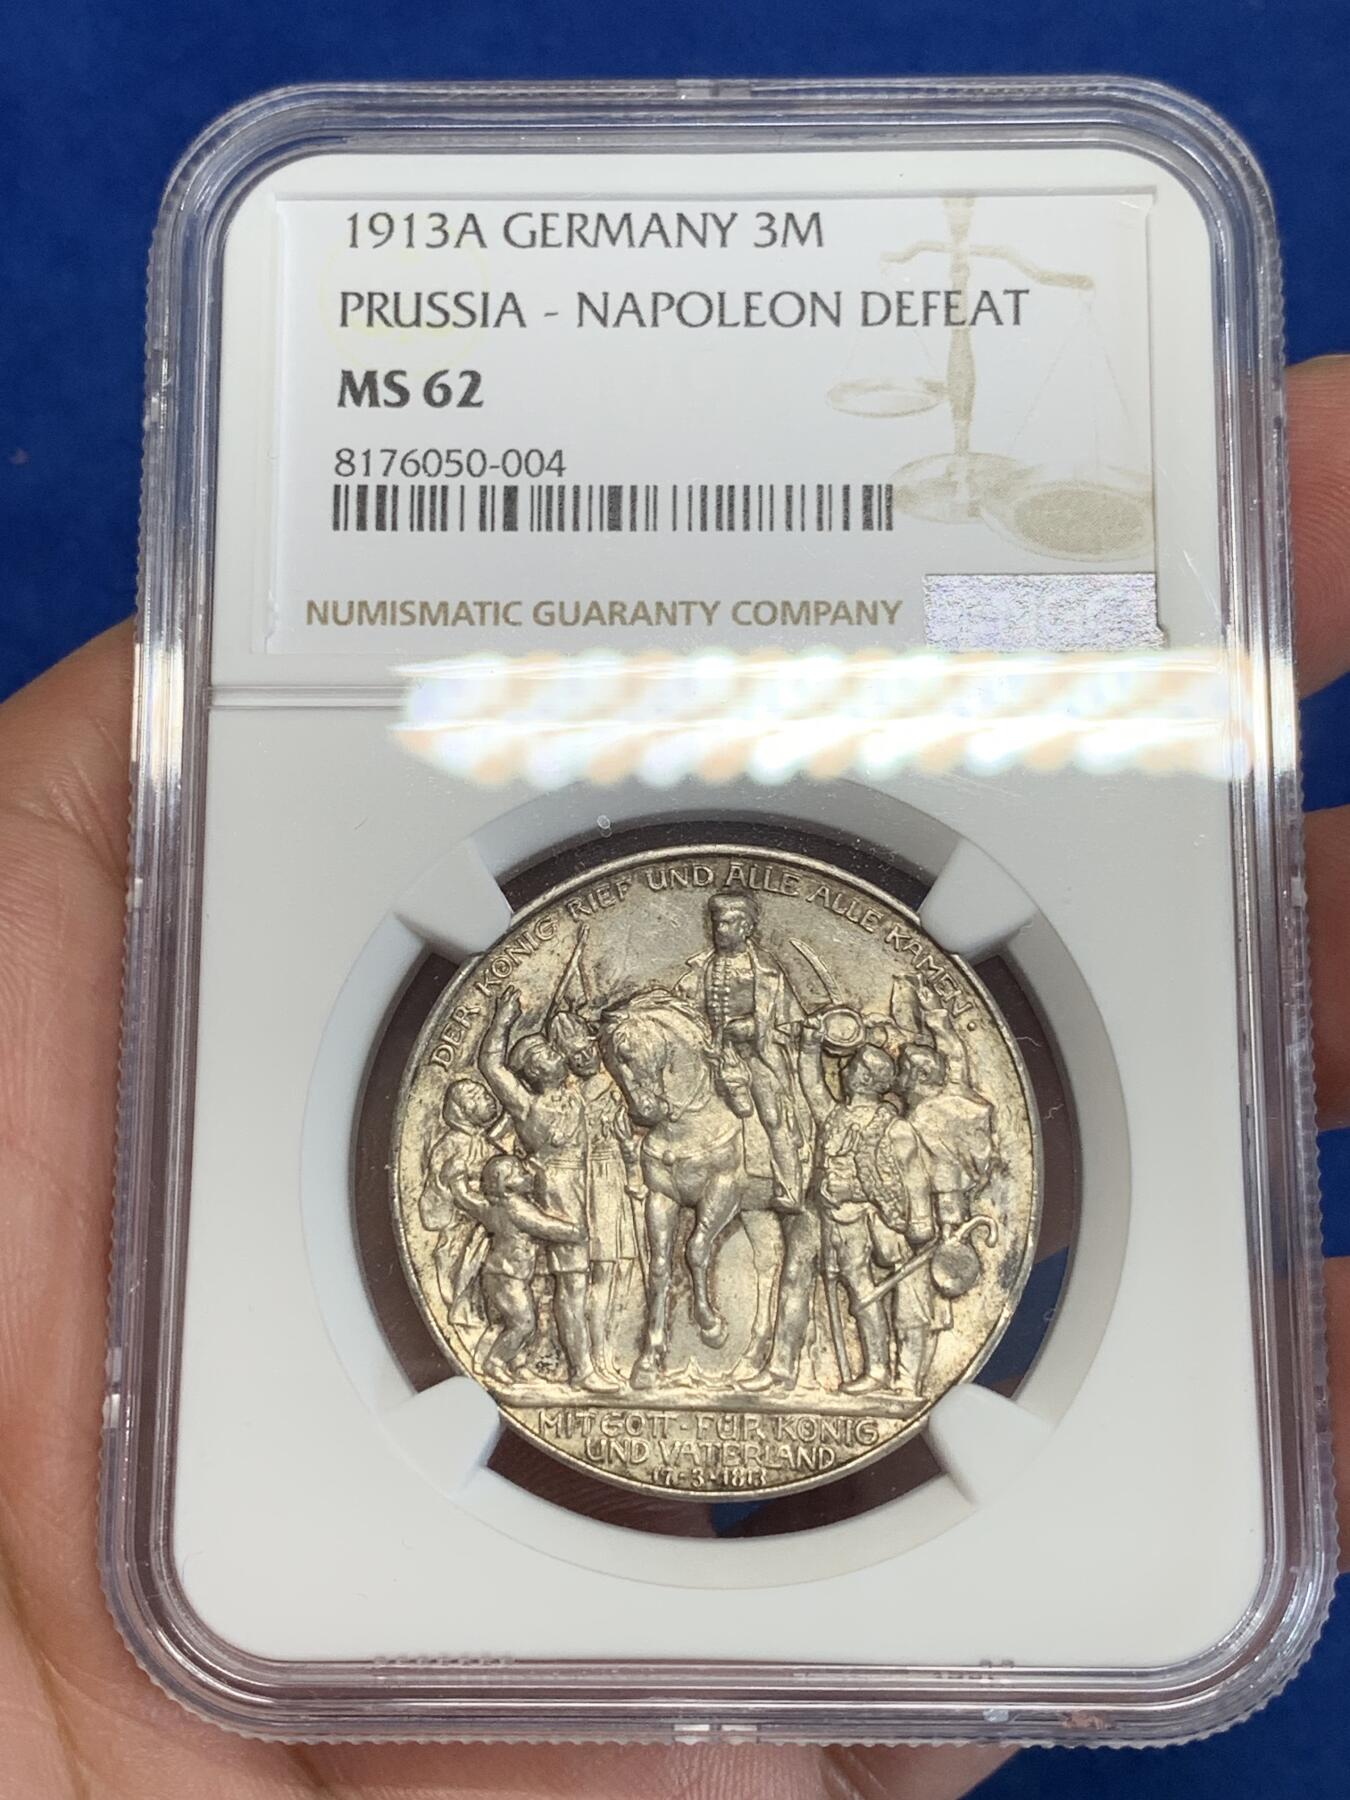 1913A GERMANY 3M
PRUSSIA - NAPOLEON DEFEAT
MS 62
8176050-004
NUMISMATIC GUARANTY COMPANY
DER KÖNIG RIEF UND ALLE ALLE KAMEN·
MIT GOTT - FÜR KÖNIG
UND VATERLAND
17·3·1813